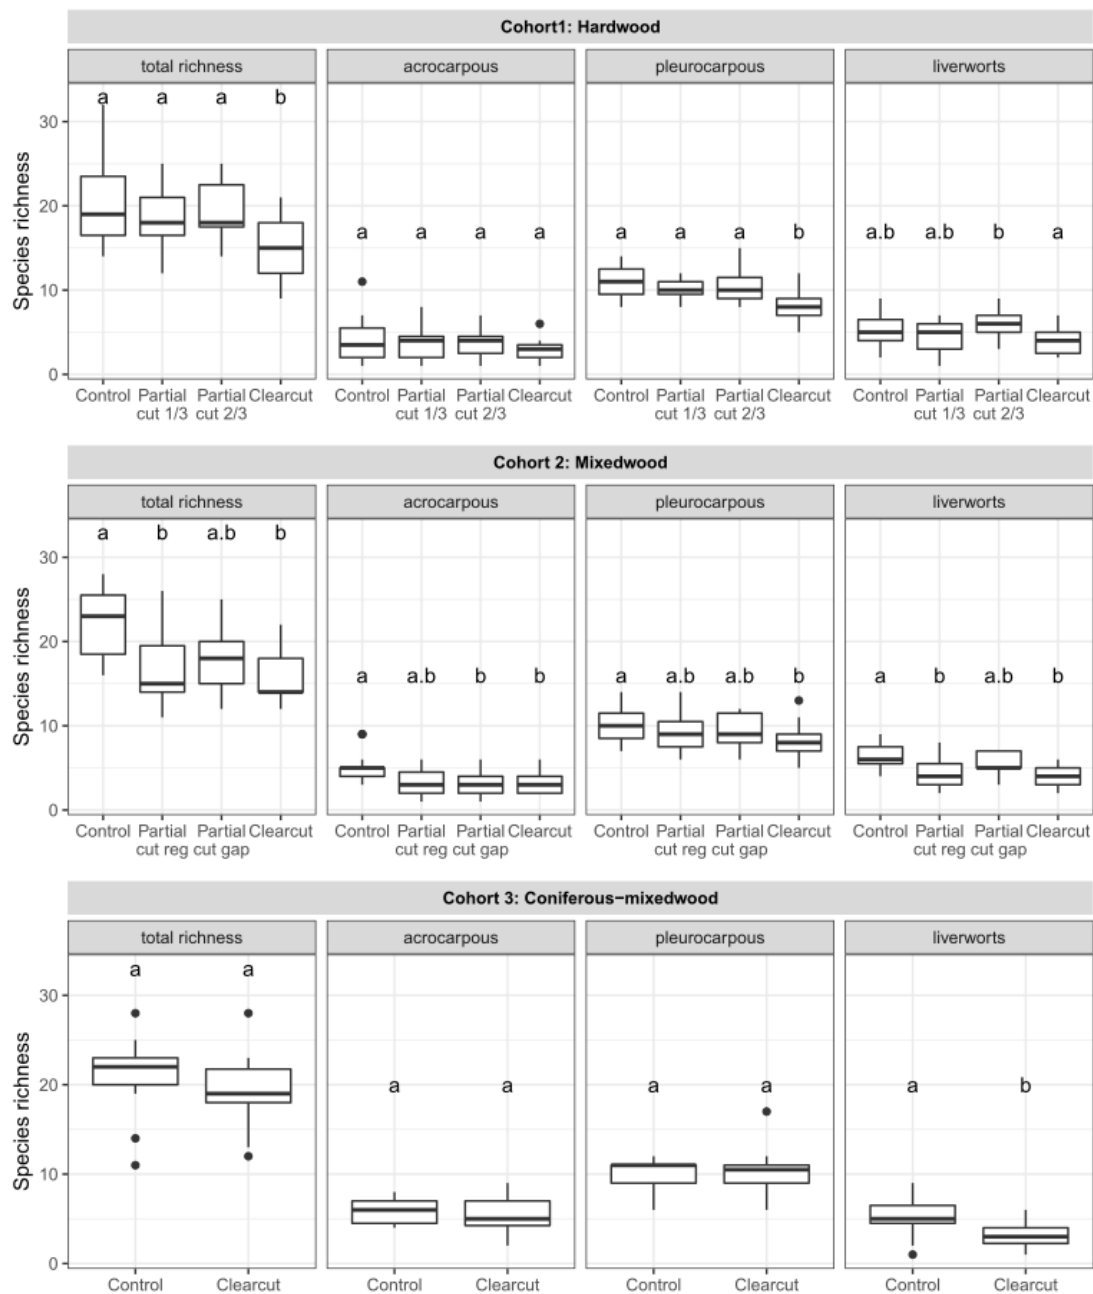 Cohort1: Hardwood
total richness acrocarpous pleurocarpous liverworts
a a a b a a a a a a a b a.b a.b b a
Species richness
30
20
10
0
Control Partial Partial Clearcut Control Partial Partial Clearcut Control Partial Partial Clearcut Control Partial Partial Clearcut
cut 1/3 cut 2/3 cut 1/3 cut 2/3 cut 1/3 cut 2/3 cut 1/3 cut 2/3
Cohort 2: Mixedwood
total richness acrocarpous pleurocarpous liverworts
a b a.b b a a.b b b a a.b a.b b a b a.b b
Species richness
30
20
10
0
Control Partial Partial Clearcut Control Partial Partial Clearcut Control Partial Partial Clearcut Control Partial Partial Clearcut
cut reg cut gap cut reg cut gap cut reg cut gap cut reg cut gap
Cohort 3: Coniferous−mixedwood
total richness acrocarpous pleurocarpous liverworts
a a a a a a a b
Species richness
30
20
10
0
Control Clearcut Control Clearcut Control Clearcut Control Clearcut